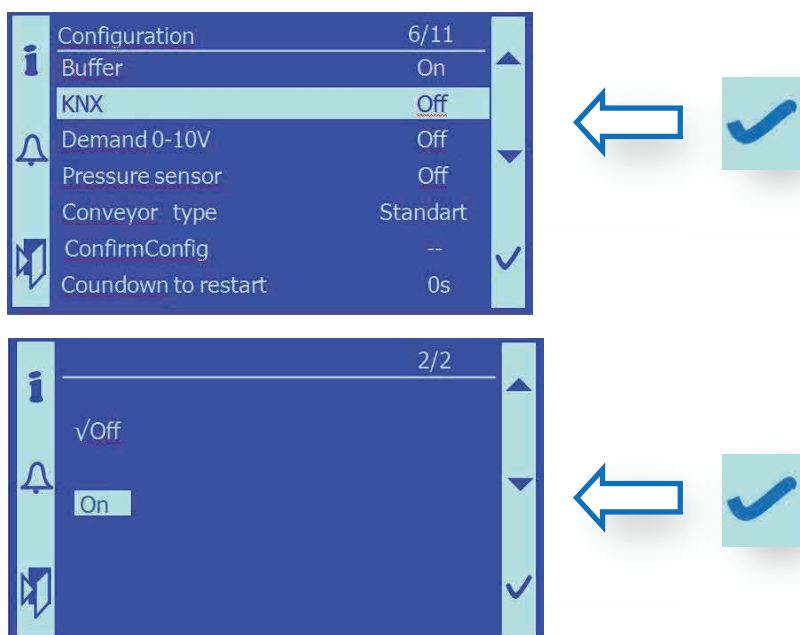 Configuration 6/11
Buffer On
KNX Off
Demand 0-10V Off
Pressure sensor Off
Conveyor type Standart
ConfirmConfig --
Coundown to restart 0s
2/2
√Off
On